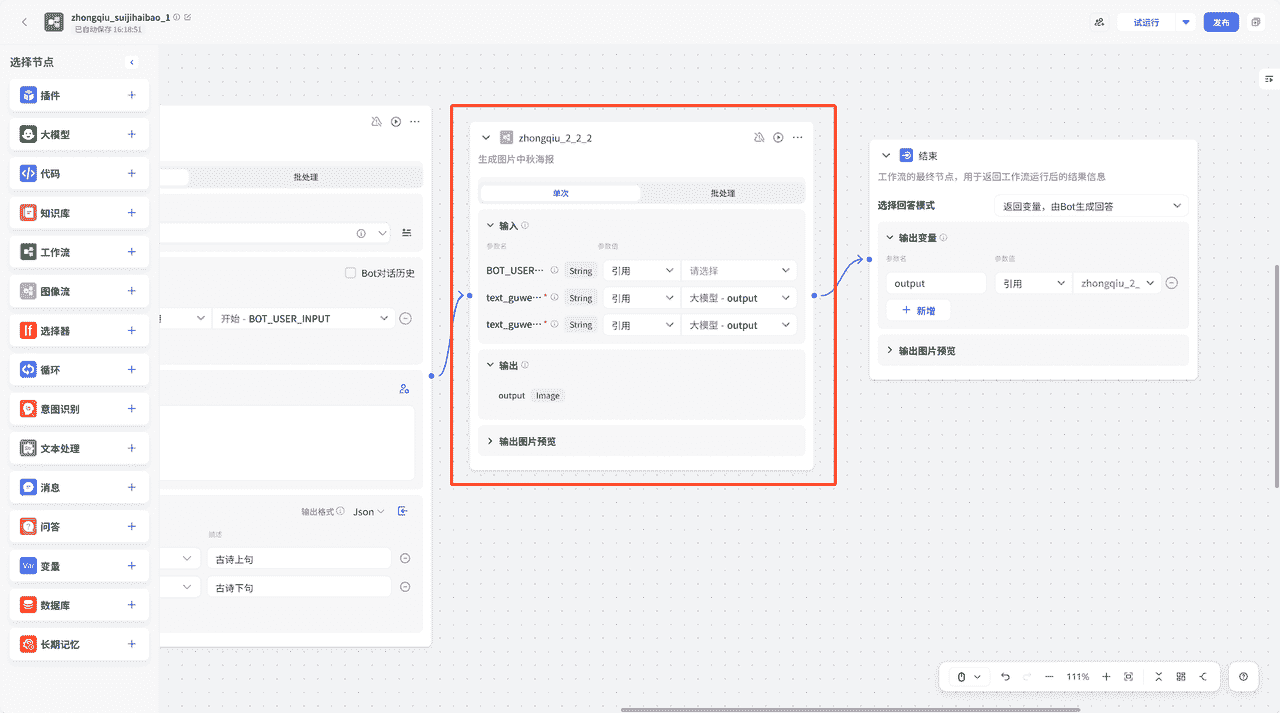 zhongqiu_suijihaibao_1
已自动保存 16:18:51
试运行
发布
选择节点
插件
大模型
代码
知识库
工作流
图像流
选择器
循环
意图识别
文本处理
消息
问答
变量
数据库
长期记忆
批处理
Bot对话历史
开始 - BOT_USER_INPUT
输出格式 Json
描述
古诗上句
古诗下句
zhongqiu_2_2_2
生成图片中秋海报
单次 批处理
输入
参数名 参数值
BOT_USER··· String 引用 请选择
text_guwe··· * String 引用 大模型 - output
text_guwe··· * String 引用 大模型 - output
输出
output Image
输出图片预览
结束
工作流的最终节点，用于返回工作流运行后的结果信息
选择回答模式 返回变量，由Bot生成回答
输出变量
参数名 参数值
output 引用 zhongqiu_2_
新增
输出图片预览
111%